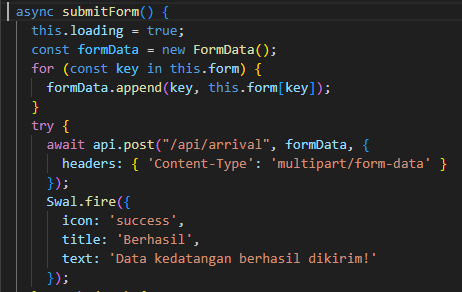 async submitForm() {
this.loading = true;
const formData = new FormData();
for (const key in this.form) {
formData.append(key, this.form[key]);
}
try {
await api.post("/api/arrival", formData, {
headers: { 'Content-Type': 'multipart/form-data' }
});
Swal.fire({
icon: 'success',
title: 'Berhasil',
text: 'Data kedatangan berhasil dikirim!'
});